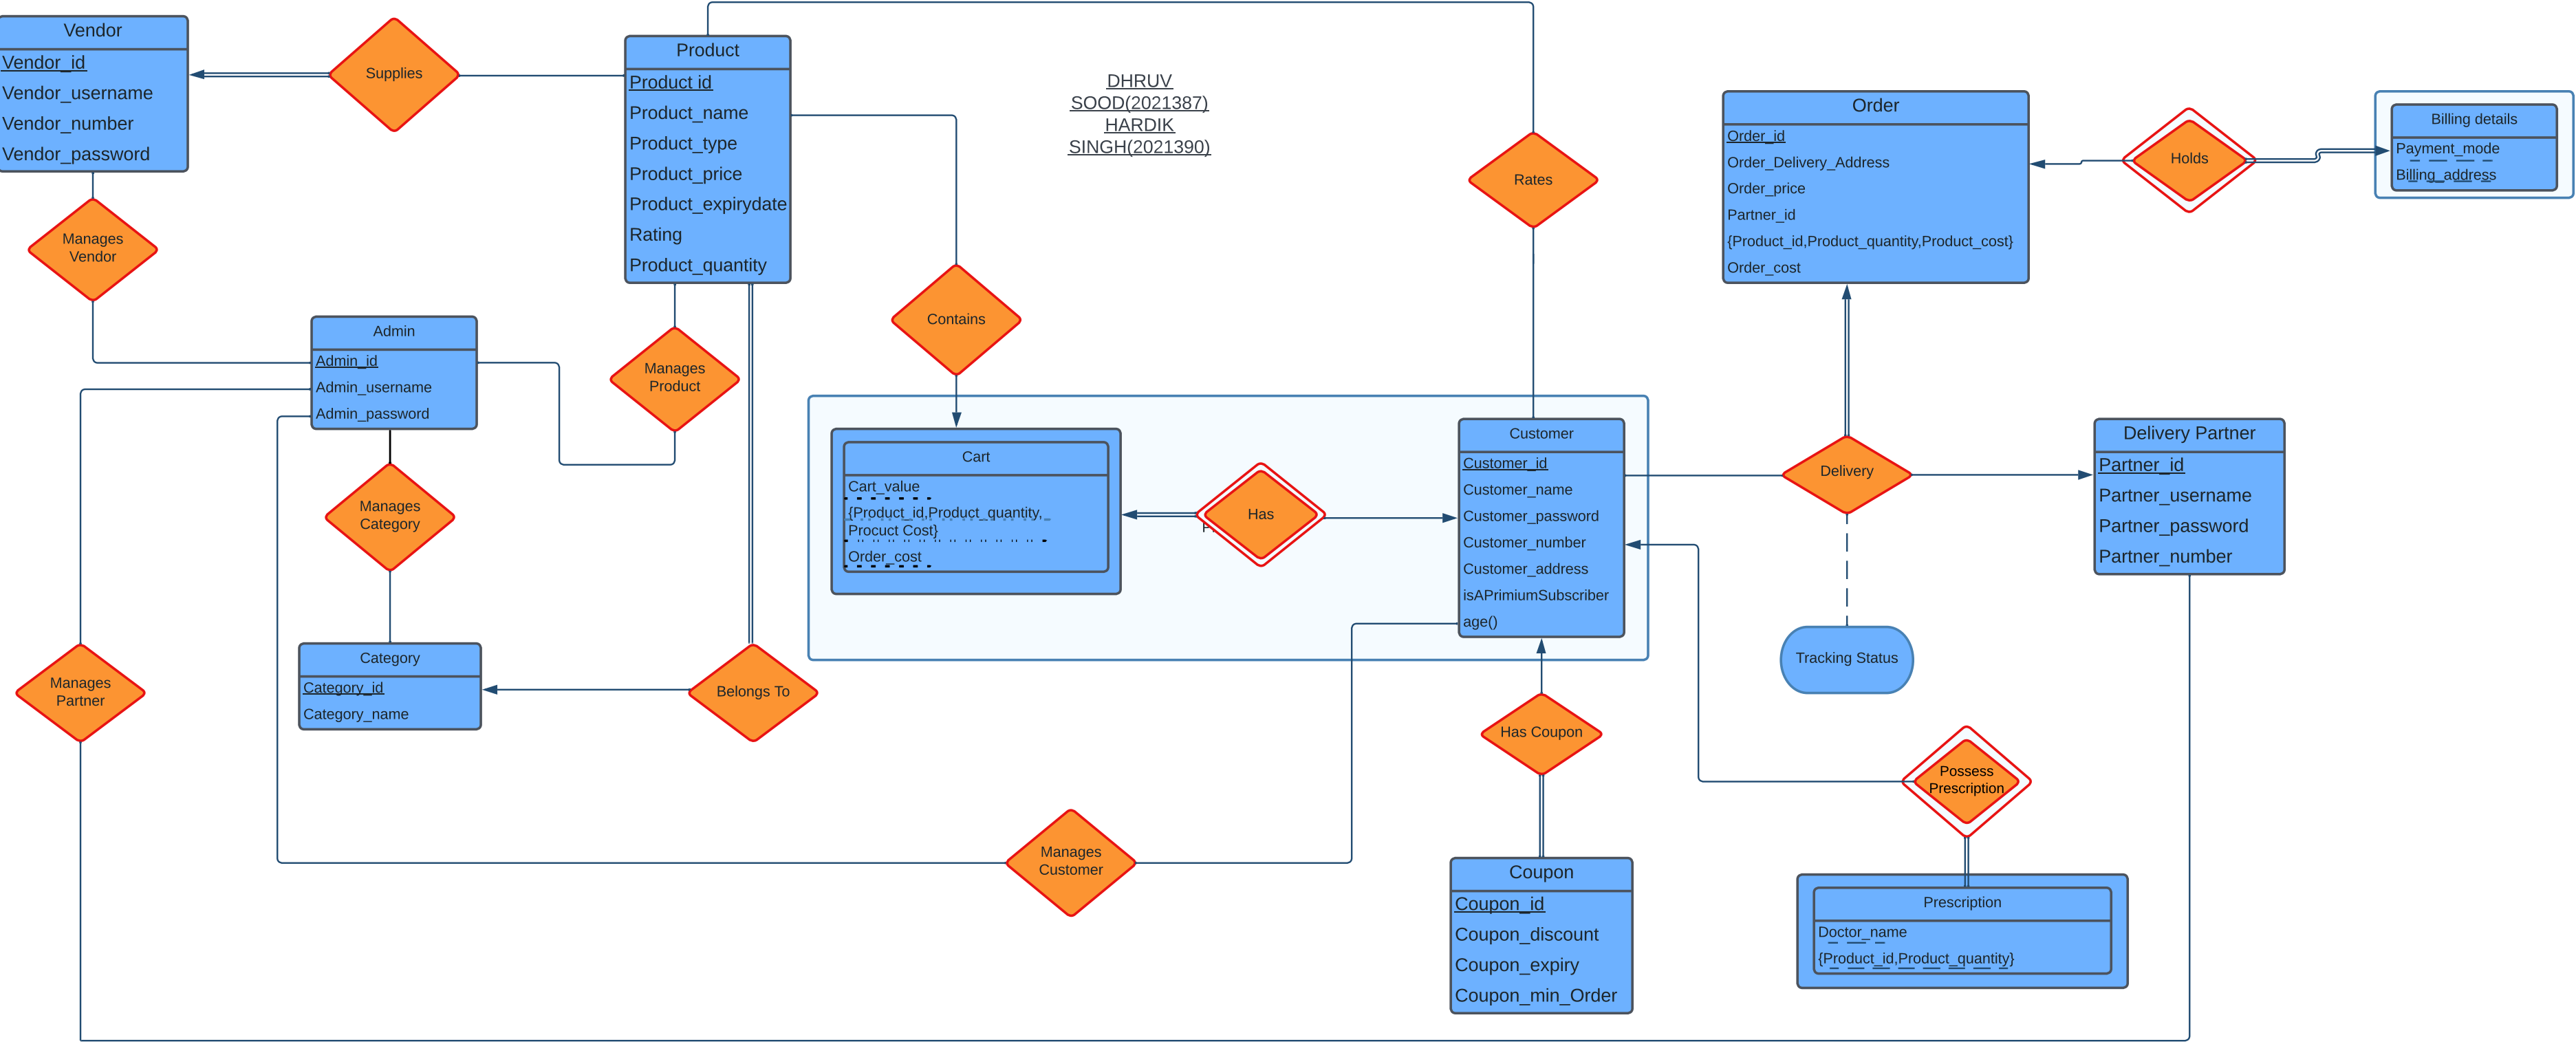 Vendor
Vendor_id
Vendor_username
Vendor_number
Vendor_password
Supplies
Product
Product id
Product_name
Product_type
Product_price
Product_expirydate
Rating
Product_quantity
DHRUV
SOOD(2021387)
HARDIK
SINGH(2021390)
Rates
Order
Order_id
Order_Delivery_Address
Order_price
Partner_id
{Product_id,Product_quantity,Product_cost}
Order_cost
Holds
Billing details
Payment_mode
Billing_address
Manages
Vendor
Admin
Admin_id
Admin_username
Admin_password
Manages
Product
Contains
Manages
Category
Cart
Cart_value
{Product_id,Product_quantity,
Procuct Cost}
Order_cost
Has
Customer
Customer_id
Customer_name
Customer_password
Customer_number
Customer_address
isAPrimiumSubscriber
age()
Delivery
Delivery Partner
Partner_id
Partner_username
Partner_password
Partner_number
Tracking Status
Manages
Partner
Category
Category_id
Category_name
Belongs To
Has Coupon
Possess
Prescription
Manages
Customer
Coupon
Coupon_id
Coupon_discount
Coupon_expiry
Coupon_min_Order
Prescription
Doctor_name
{Product_id,Product_quantity}